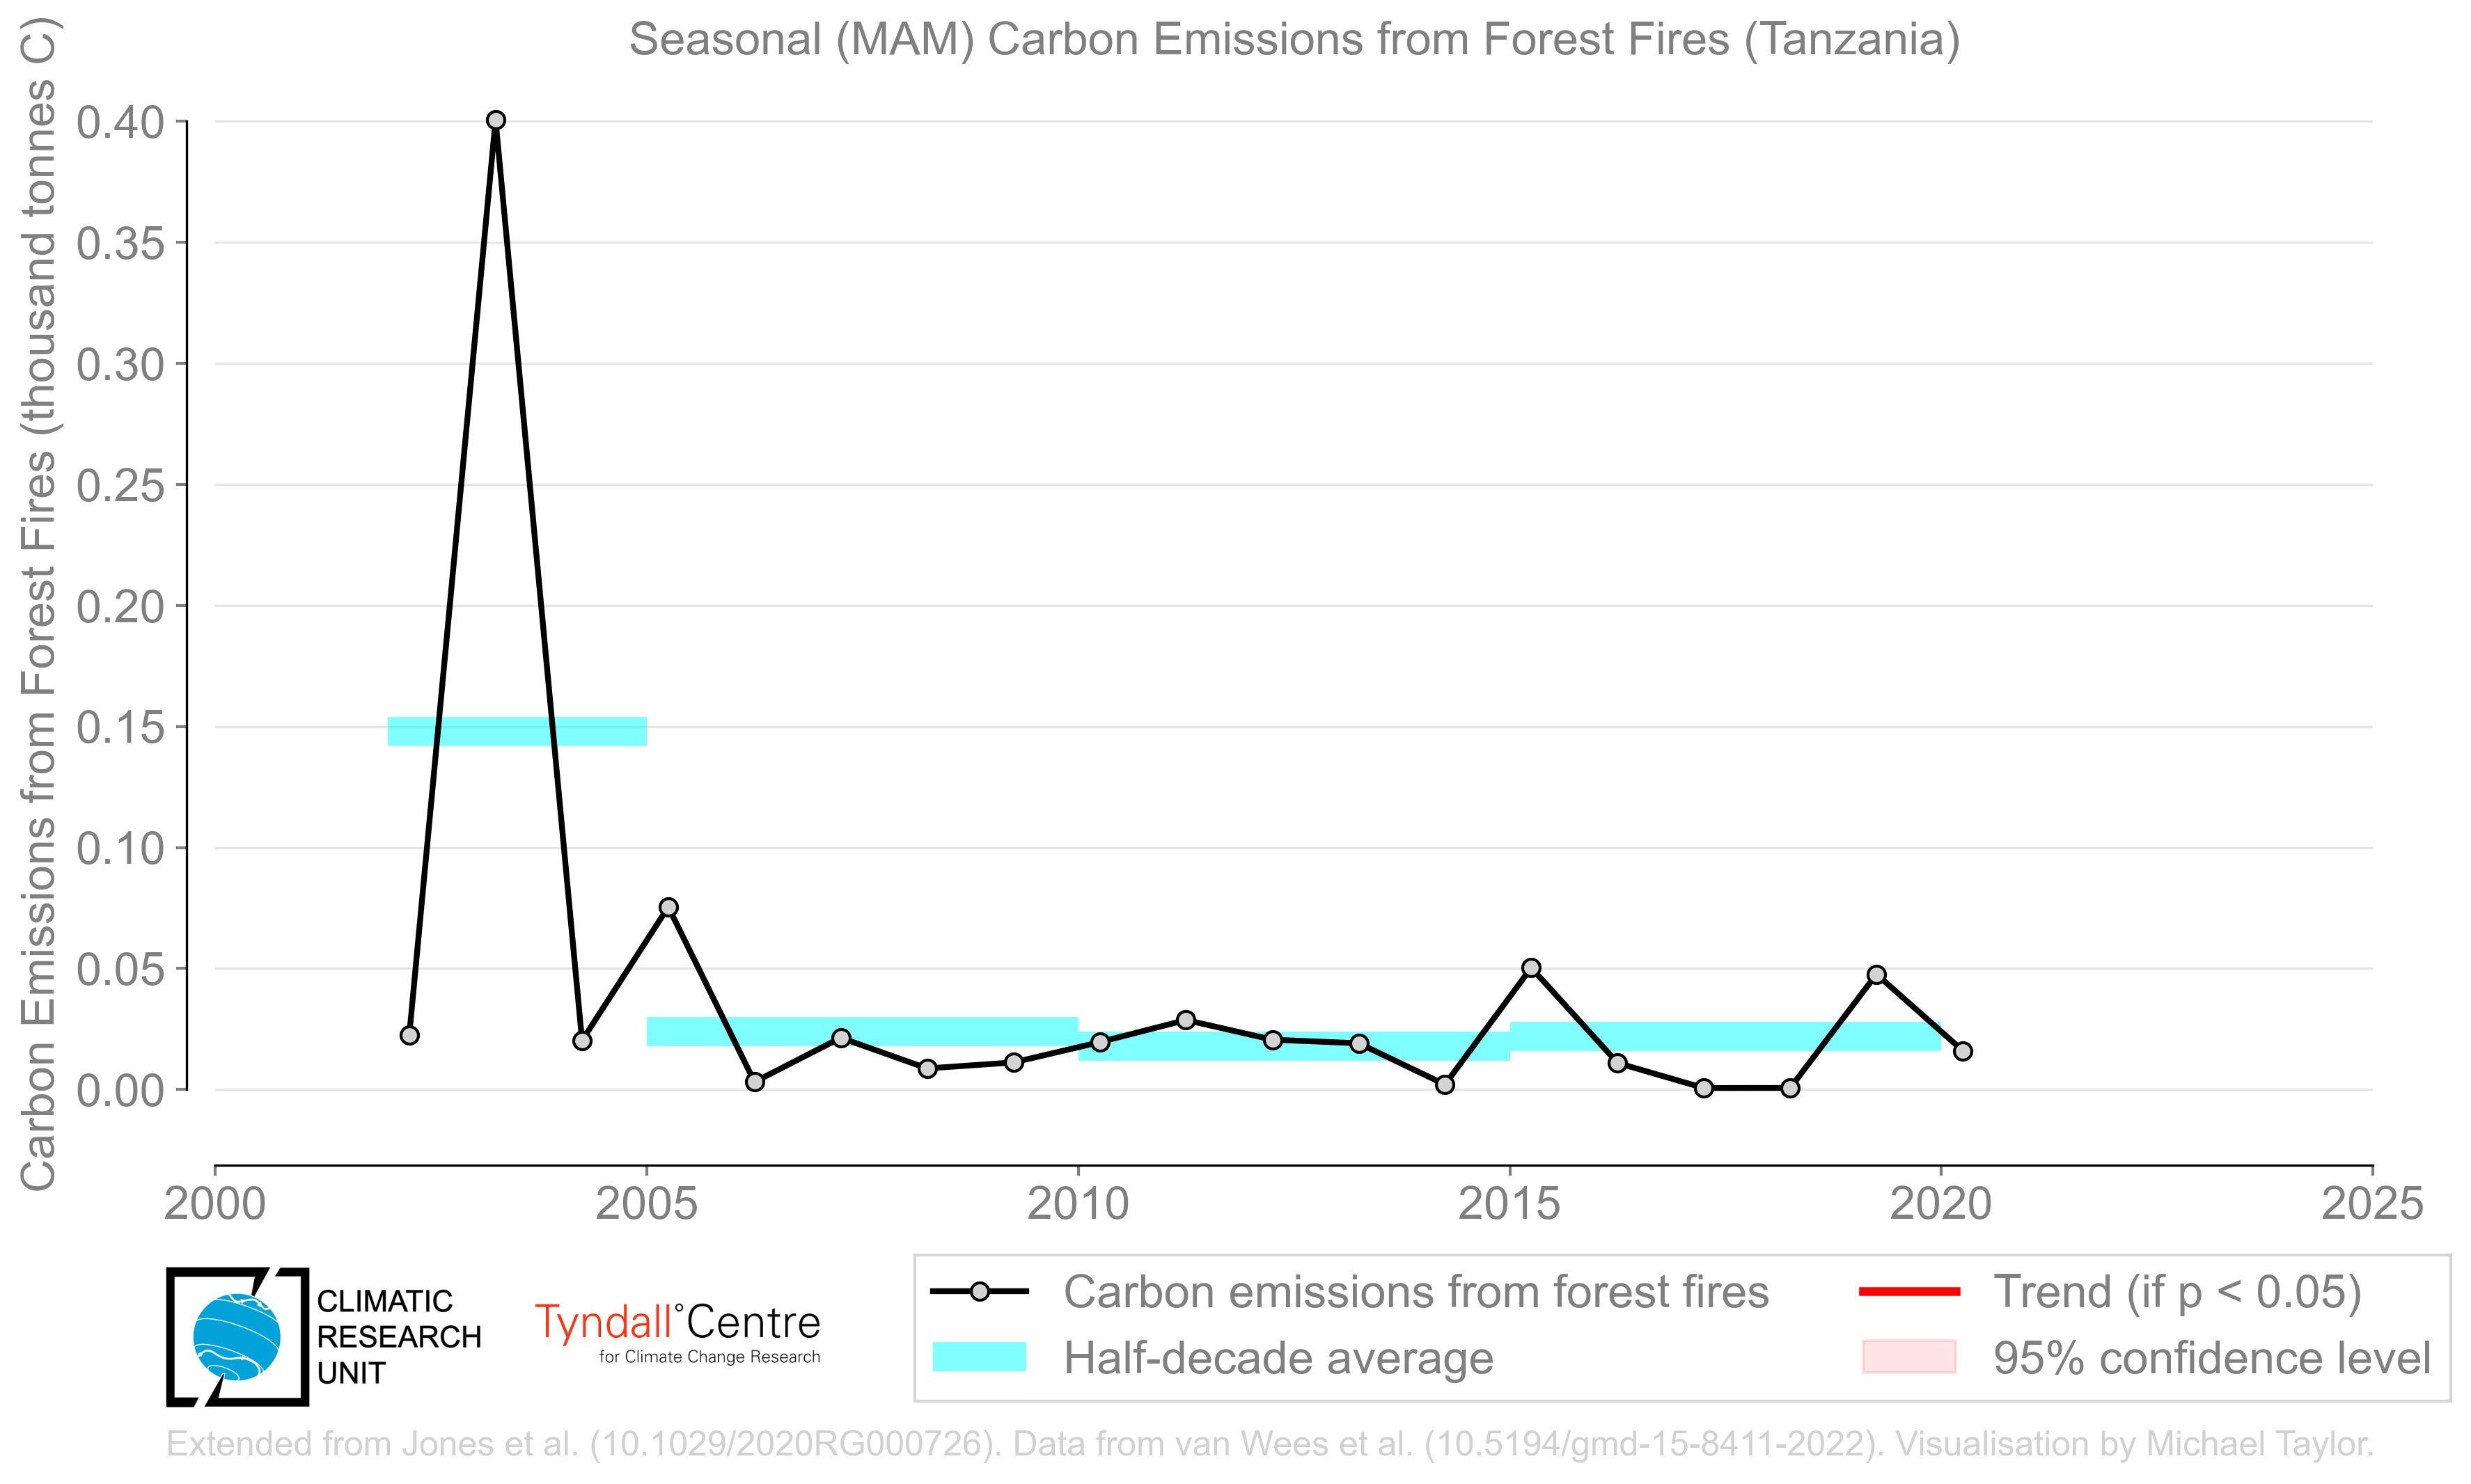 Seasonal (MAM) Carbon Emissions from Forest Fires (Tanzania)
Carbon Emissions from Forest Fires (thousand tonnes C)
0.40
0.35
0.30
0.25
0.20
0.15
0.10
0.05
0.00
2000 2005 2010 2015 2020 2025
CLIMATIC
RESEARCH
UNIT
Tyndall°Centre
for Climate Change Research
Carbon emissions from forest fires
Half-decade average
Trend (if p < 0.05)
95% confidence level
Extended from Jones et al. (10.1029/2020RG000726). Data from van Wees et al. (10.5194/gmd-15-8411-2022). Visualisation by Michael Taylor.